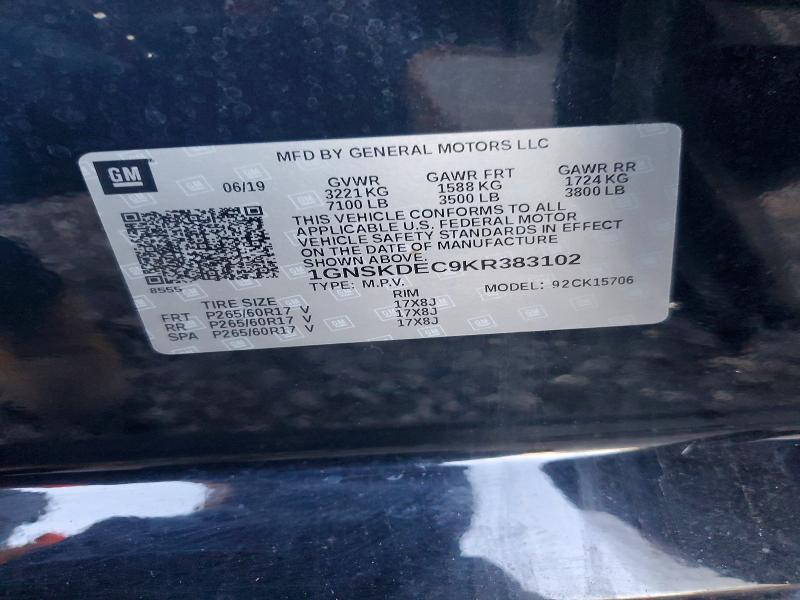 MFD BY GENERAL MOTORS LLC
GM
06/19
GVWR GAWR FRT GAWR RR
3221 KG 1588 KG 1724 KG
7100 LB 3500 LB 3800 LB
THIS VEHICLE CONFORMS TO ALL
APPLICABLE U.S. FEDERAL MOTOR
VEHICLE SAFETY STANDARDS IN EFFECT
ON THE DATE OF MANUFACTURE
SHOWN ABOVE.
1GNSKDEC9KR383102
8555
TYPE: M.P.V. MODEL: 92CK15706
TIRE SIZE RIM
FRT P265/60R17 V 17X8J
RR P265/60R17 V 17X8J
SPA P265/60R17 V 17X8J